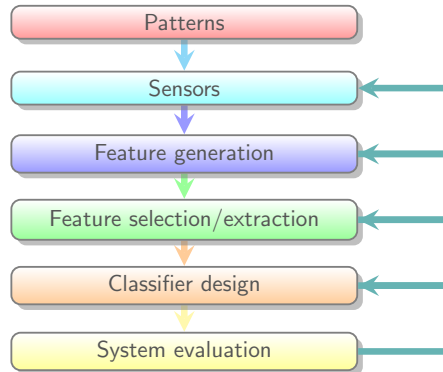 Patterns
Sensors
Feature generation
Feature selection/extraction
Classifier design
System evaluation